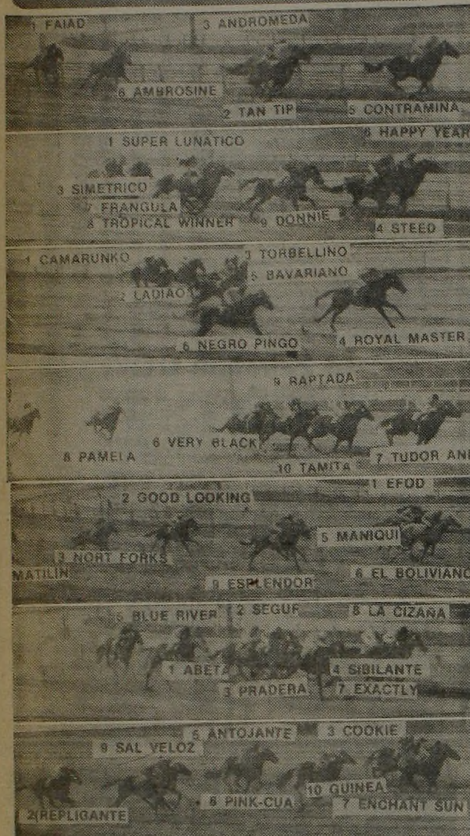 1 FAIAD
3 ANDROMEDA
6 AMBROSINE
2 TAN TIP
5 CONTRAMINA
1 SUPER LUNATICO
6 HAPPY YEAR
3 SIMETRICO
7 FRANGULA
8 TROPICAL WINNER
9 DONNIE
4 STEED
1 CAMARUNKO
3 TORBELLINO
5 BAVARIANO
2 LADIAO
6 NEGRO PINGO
4 ROYAL MASTER
9 RAPTADA
6 VERY BLACK
8 PAMELA
10 TAMITA
7 TUDOR AN
1 EFOD
2 GOOD LOOKING
5 MANIQUI
3 NORT FORKS
MATILIN
9 ESPLENDOR
6 EL BOLIVIANO
5 BLUE RIVER
2 SEGUR
8 LA CIZAÑA
1 ABETA
4 SIBILANTE
3 PRADERA
7 EXACTLY
5 ANTOJANTE
3 COOKIE
9 SAL VELOZ
10 GUINEA
6 PINK-CUA
7 ENCHANT SUN
2 REPLICANTE